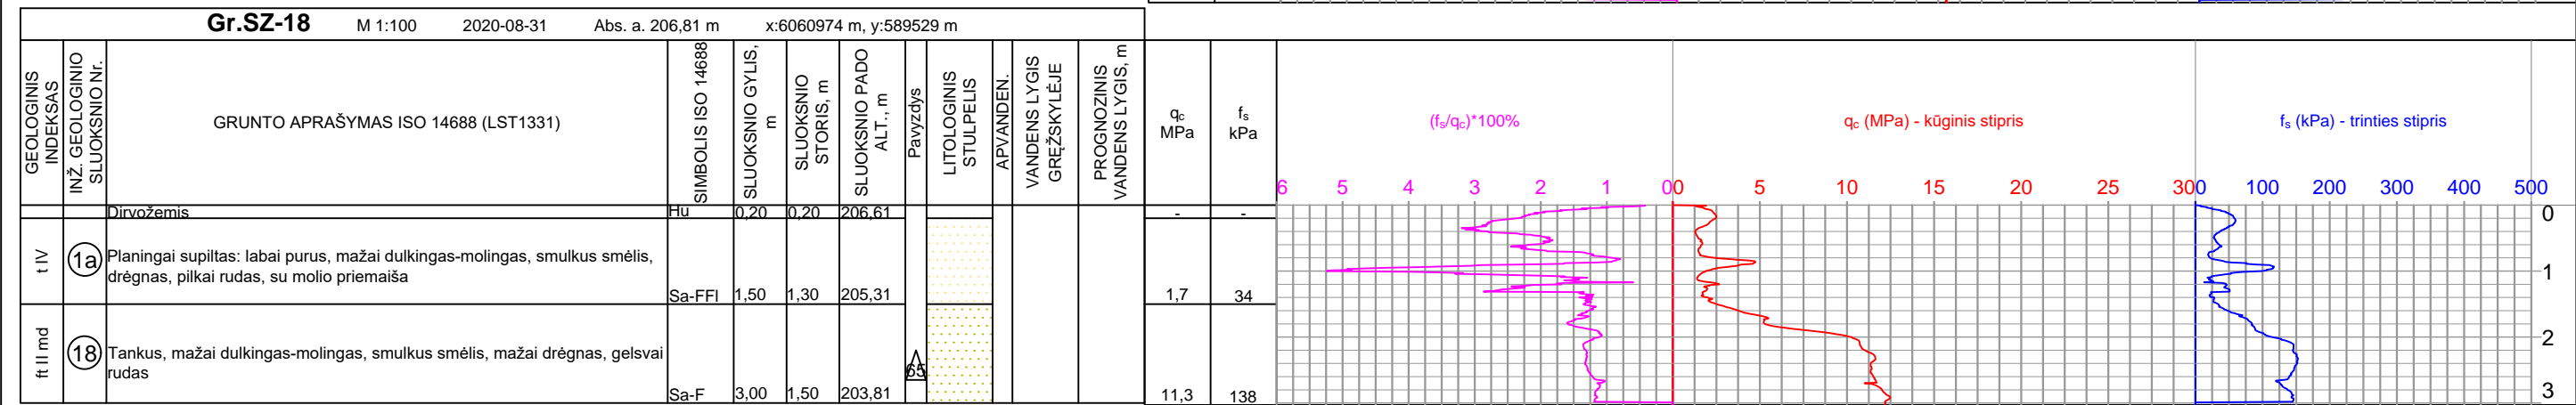 Gr.SZ-18 M 1:100 2020-08-31 Abs. a. 206,81 m x:6060974 m, y:589529 m
GEOLOGINIS
INDEKSAS
INŽ. GEOLOGINIO
SLUOKSNIO Nr.
GRUNTO APRAŠYMAS ISO 14688 (LST1331)
SIMBOLIS ISO 14688
SLUOKSNIO GYLIS,
m
SLUOKSNIO
STORIS, m
SLUOKSNIO PADO
ALT., m
Pavyzdys
LITOLOGINIS
STULPELIS
APVANDEN.
VANDENS LYGIS
GRĘŽSKYLĖJE
PROGNOZINIS
VANDENS LYGIS, m
qc
MPa
fs
kPa
(fs/qc)*100%
qc (MPa) - kūginis stipris
fs (kPa) - trinties stipris
6 5 4 3 2 1 0 0 5 10 15 20 25 30 0 100 200 300 400 500
Dirvožemis Hu 0,20 0,20 206,61 - - 0
t IV 1a Planingai supiltas: labai purus, mažai dulkingas-molingas, smulkus smėlis,
drėgnas, pilkai rudas, su molio priemaiša
1
Sa-FFl 1,50 1,30 205,31 1,7 34
2
ft II md 18 Tankus, mažai dulkingas-molingas, smulkus smėlis, mažai drėgnas, gelsvai
rudas
65
Sa-F 3,00 1,50 203,81 11,3 138 3